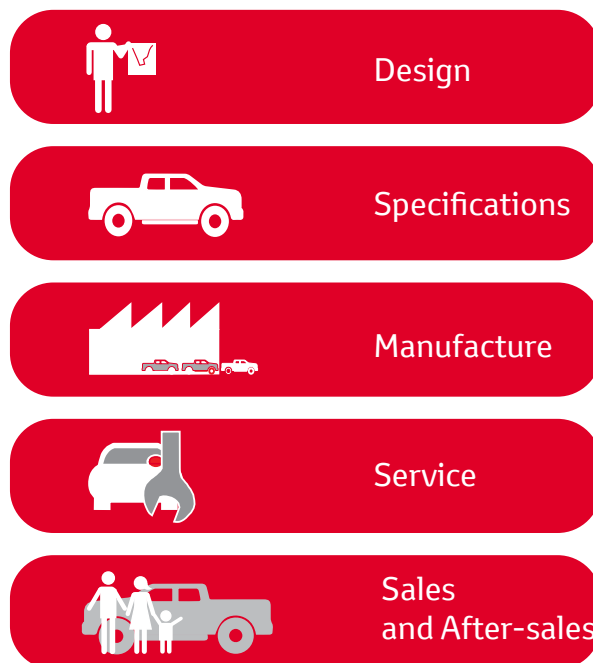 Design
Specifications
Manufacture
Service
Sales
and After-sales